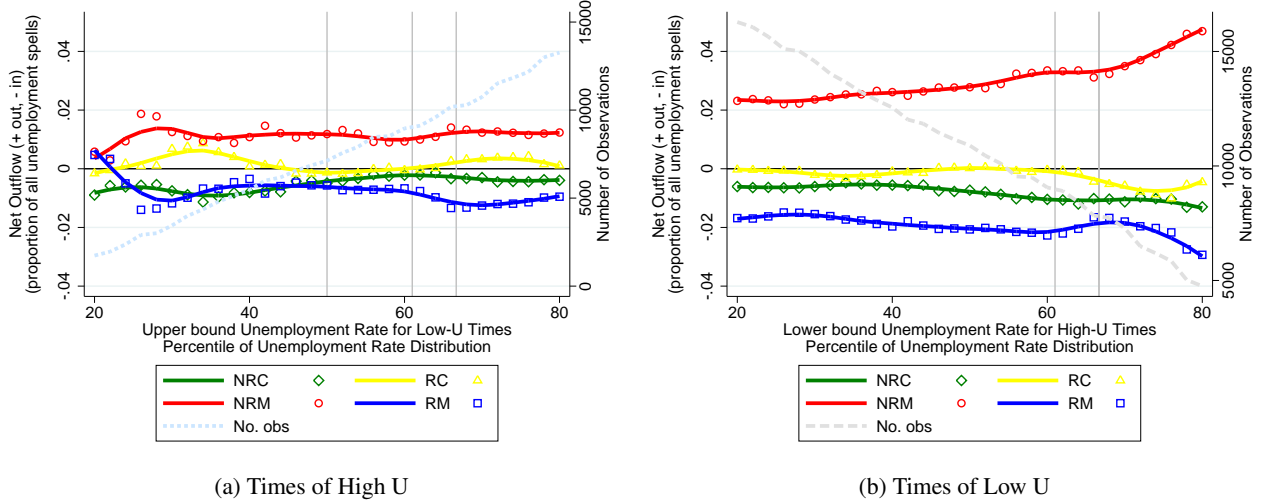 Net Outflow (+ out, - in)
(proportion of all unemployment spells)
.04
.02
0
-.02
-.04
15000
10000
5000
0
Number of Observations
20
40
60
80
Upper bound Unemployment Rate for Low-U Times
Percentile of Unemployment Rate Distribution
NRC
RC
NRM
RM
No. obs
(a) Times of High U
Net Outflow (+ out, - in)
(proportion of all unemployment spells)
.04
.02
0
-.02
-.04
15000
10000
5000
Number of Observations
20
40
60
80
Lower bound Unemployment Rate for High-U Times
Percentile of Unemployment Rate Distribution
NRC
RC
NRM
RM
No. obs
(b) Times of Low U